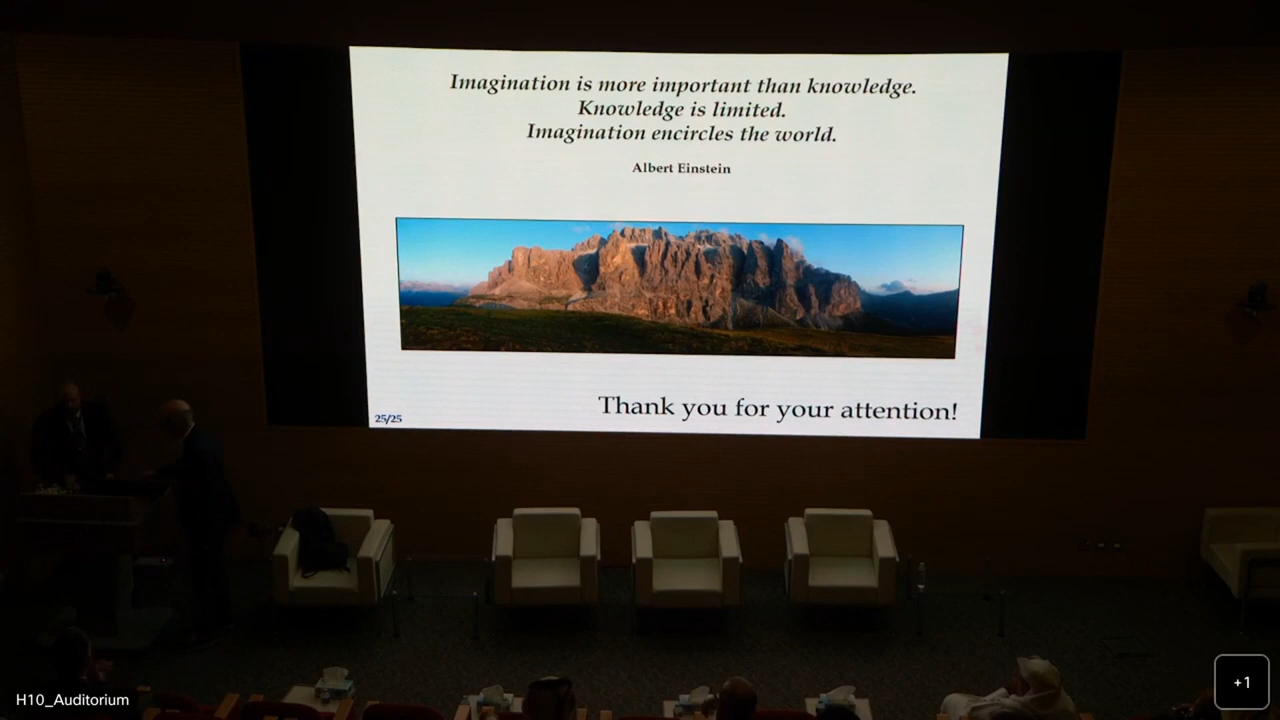 Imagination is more important than knowledge.
Knowledge is limited.
Imagination encircles the world.
Albert Einstein
25/25
Thank you for your attention!
H10_Auditorium
+1